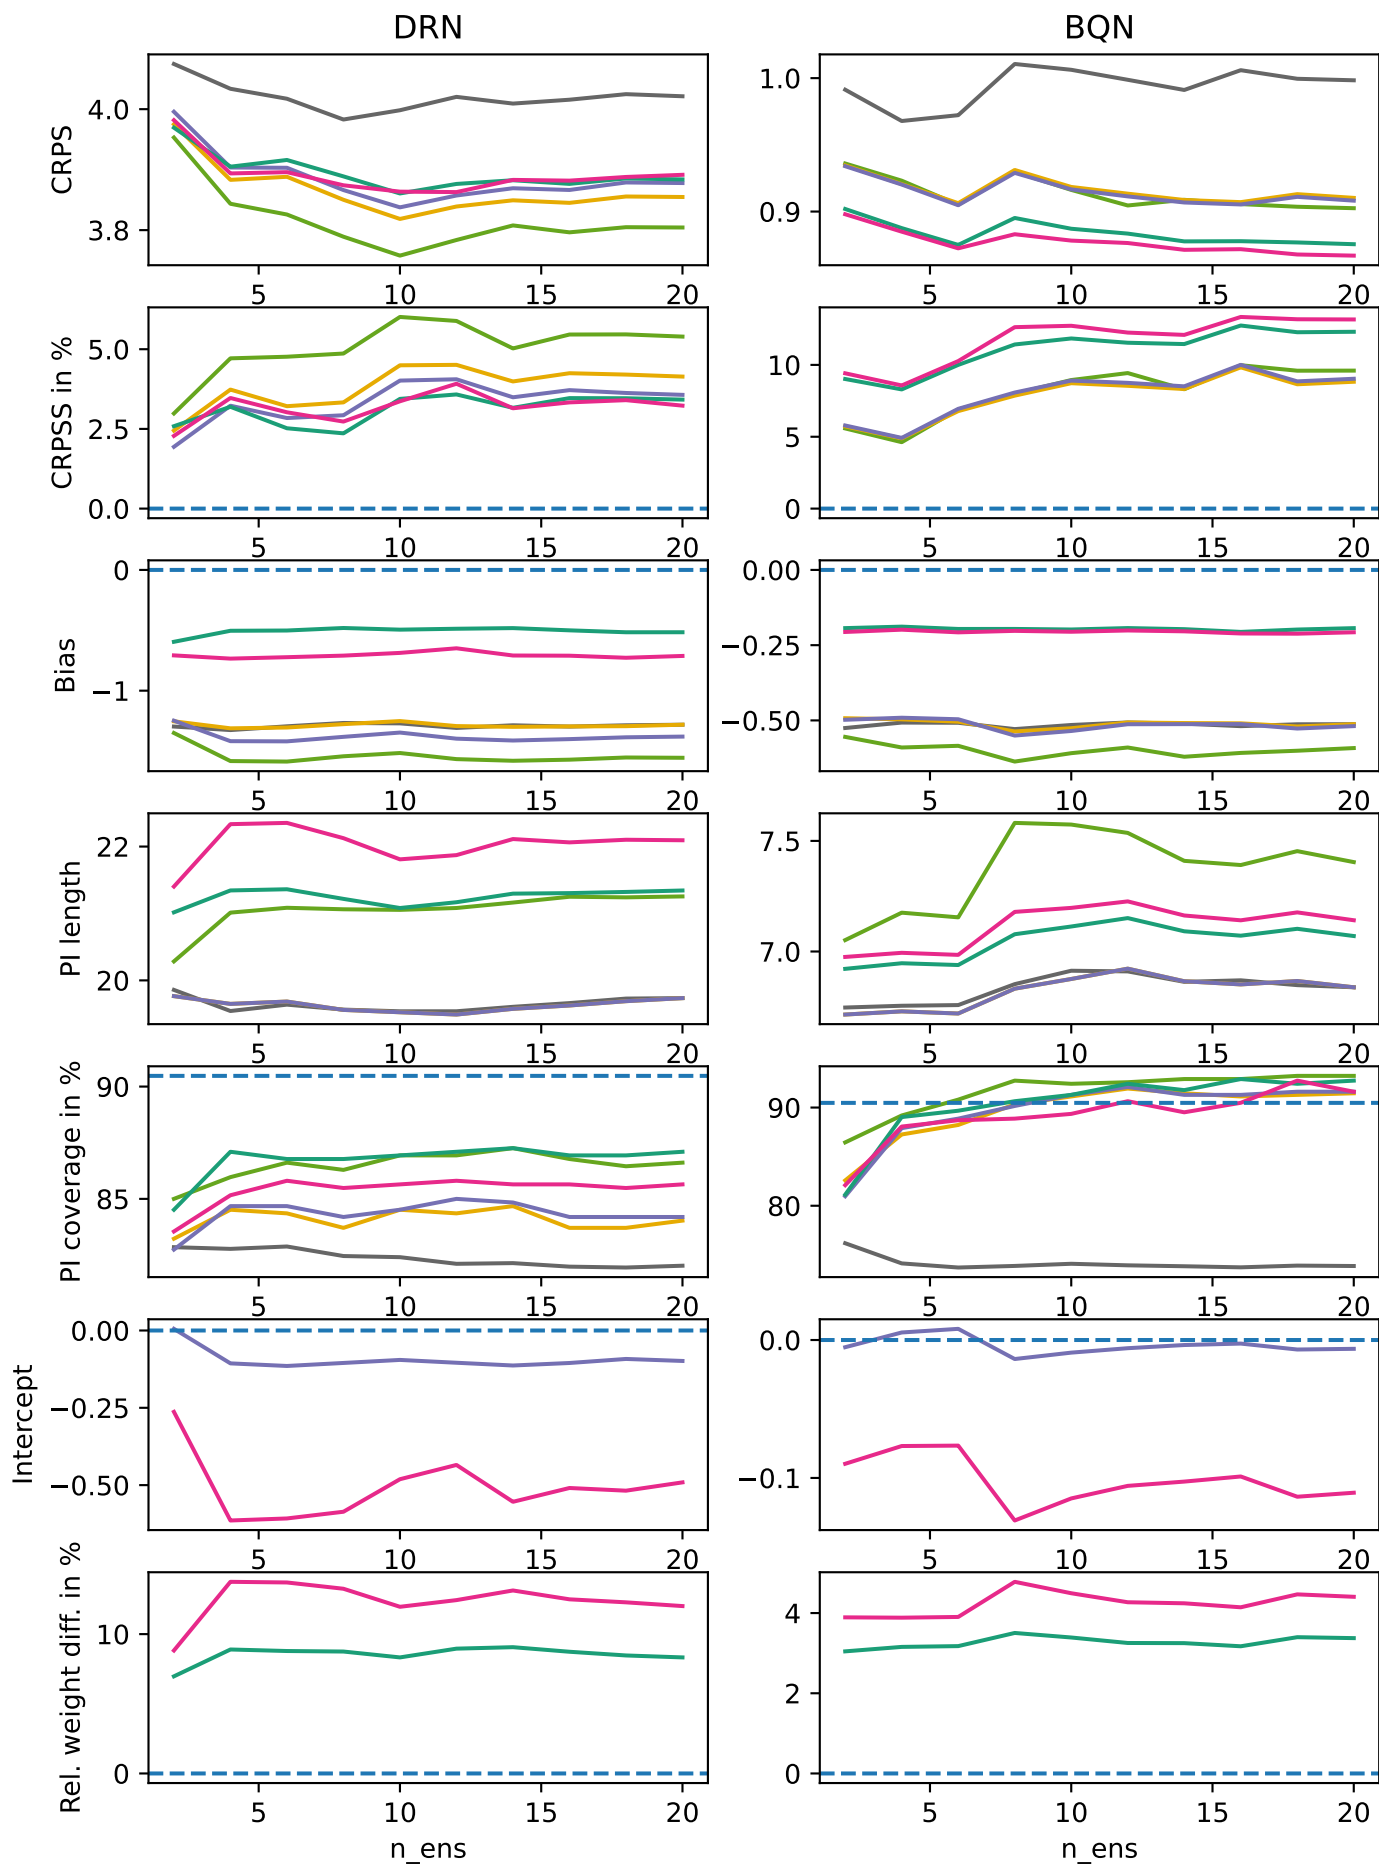 DRN BQN
CRPS
4.0
3.8
1.0
0.9
5 10 15 20 5 10 15 20
CRPSS in %
5.0
2.5
0.0
10
5
0
5 10 15 20 5 10 15 20
Bias
0
−1
0.00
−0.25
−0.50
5 10 15 20 5 10 15 20
PI length
22
20
7.5
7.0
5 10 15 20 5 10 15 20
PI coverage in %
90
85
90
80
5 10 15 20 5 10 15 20
Intercept
0.00
−0.25
−0.50
0.0
−0.1
5 10 15 20 5 10 15 20
Rel. weight diff. in %
10
0
4
2
0
5 10 15 20 5 10 15 20
n_ens n_ens